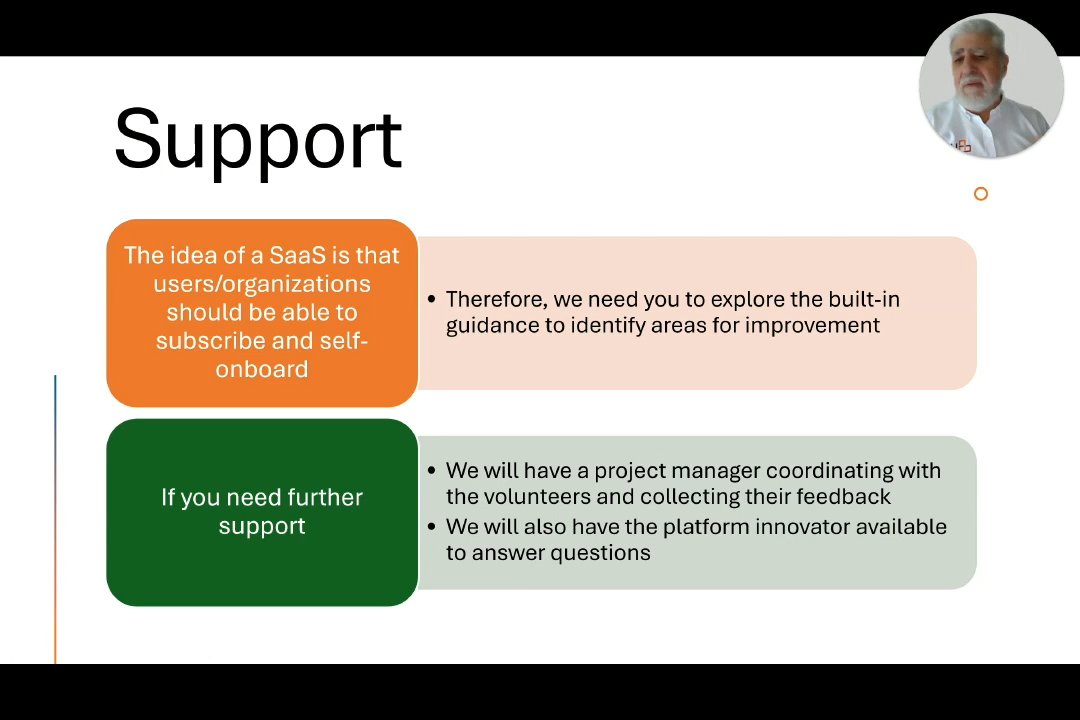 Support
The idea of a SaaS is that
users/organizations
should be able to
subscribe and self-
onboard
• Therefore, we need you to explore the built-in
guidance to identify areas for improvement
If you need further
support
• We will have a project manager coordinating with
the volunteers and collecting their feedback
• We will also have the platform innovator available
to answer questions